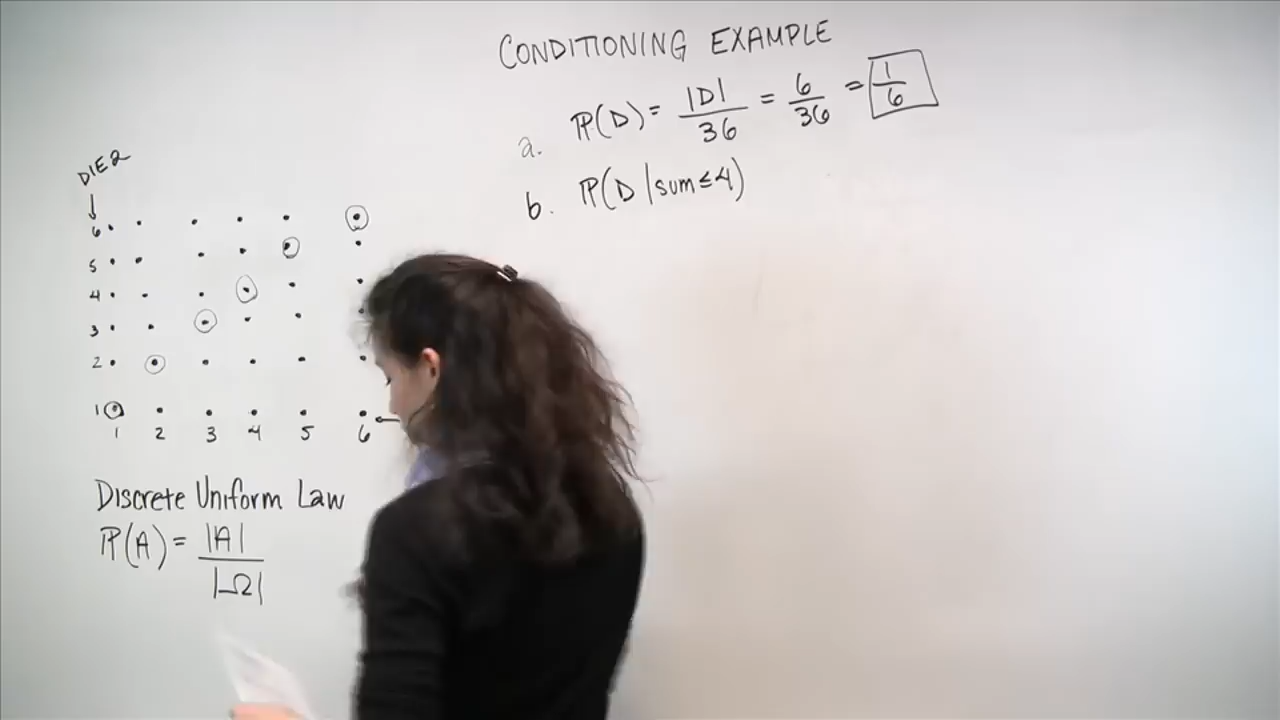 CONDITIONING EXAMPLE
a. P(D) = |D| / 36 = 6/36 = 1/6
b. P(D | sum ≤ 4)
DIE 2
6
5
4
3
2
1
1 2 3 4 5 6
Discrete Uniform Law
P(A) = |A| / |Ω|